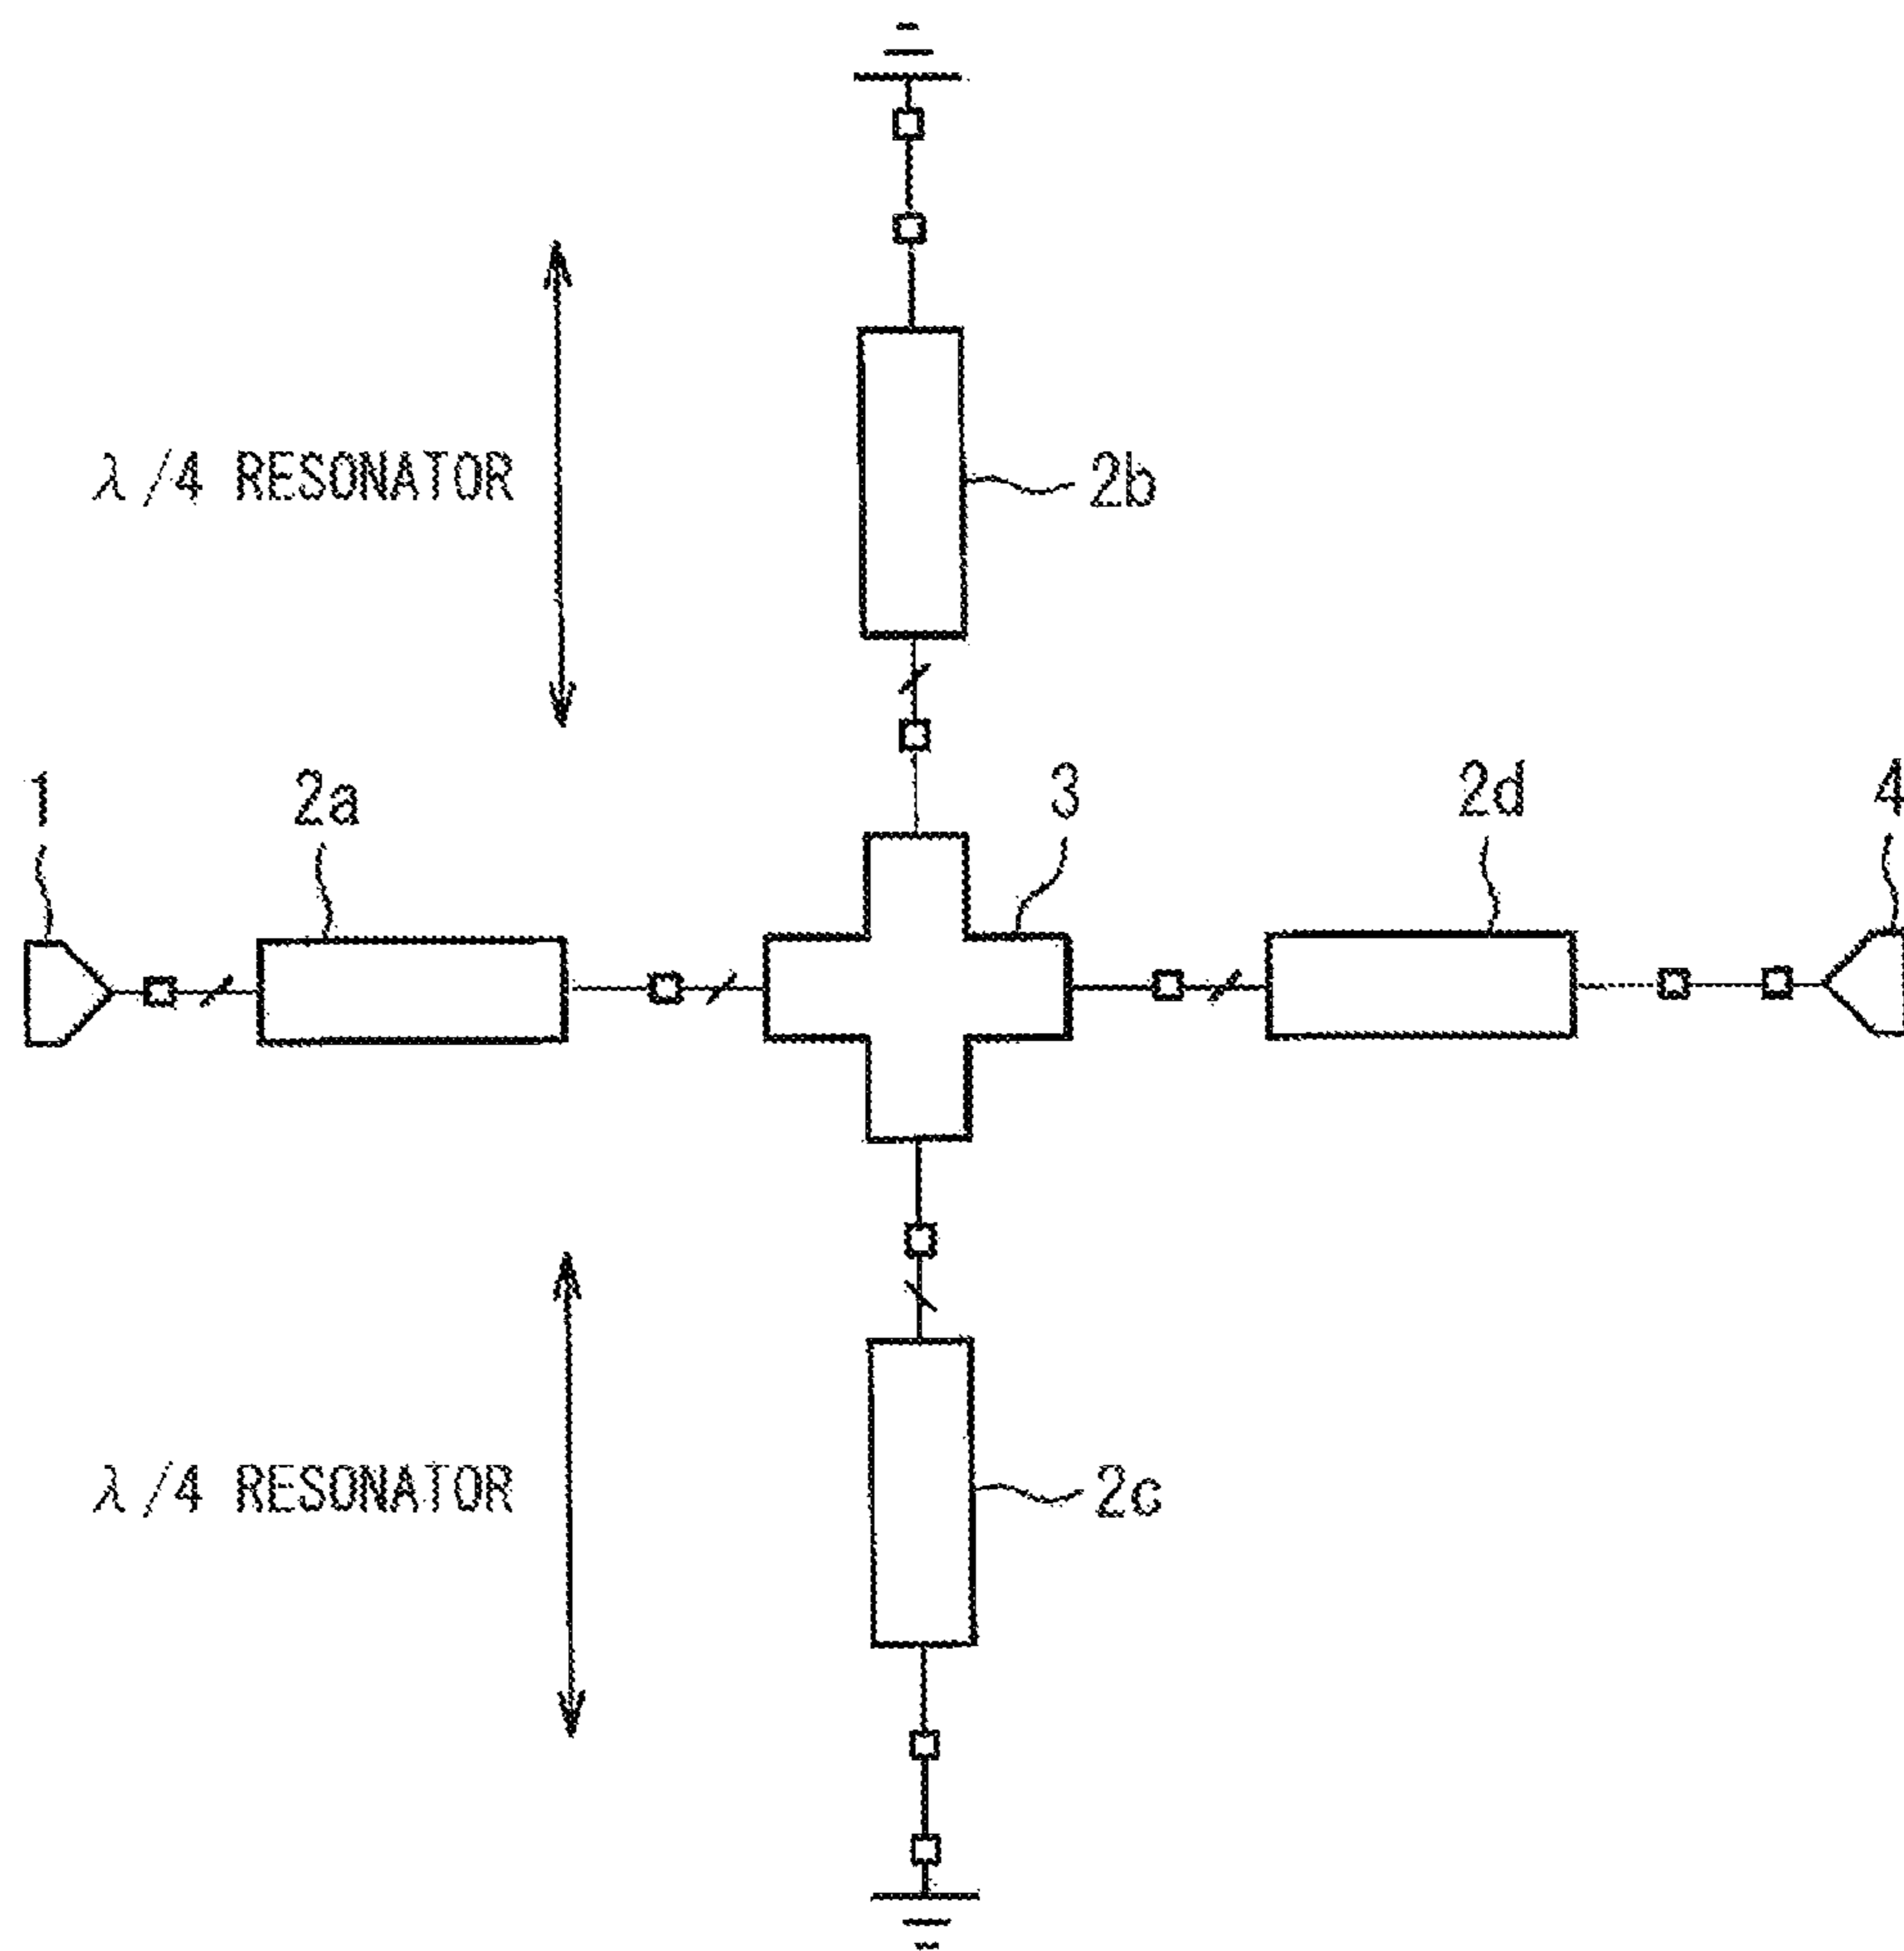 λ/4 RESONATOR
2b
1
2a
3
2d
4
λ/4 RESONATOR
2c